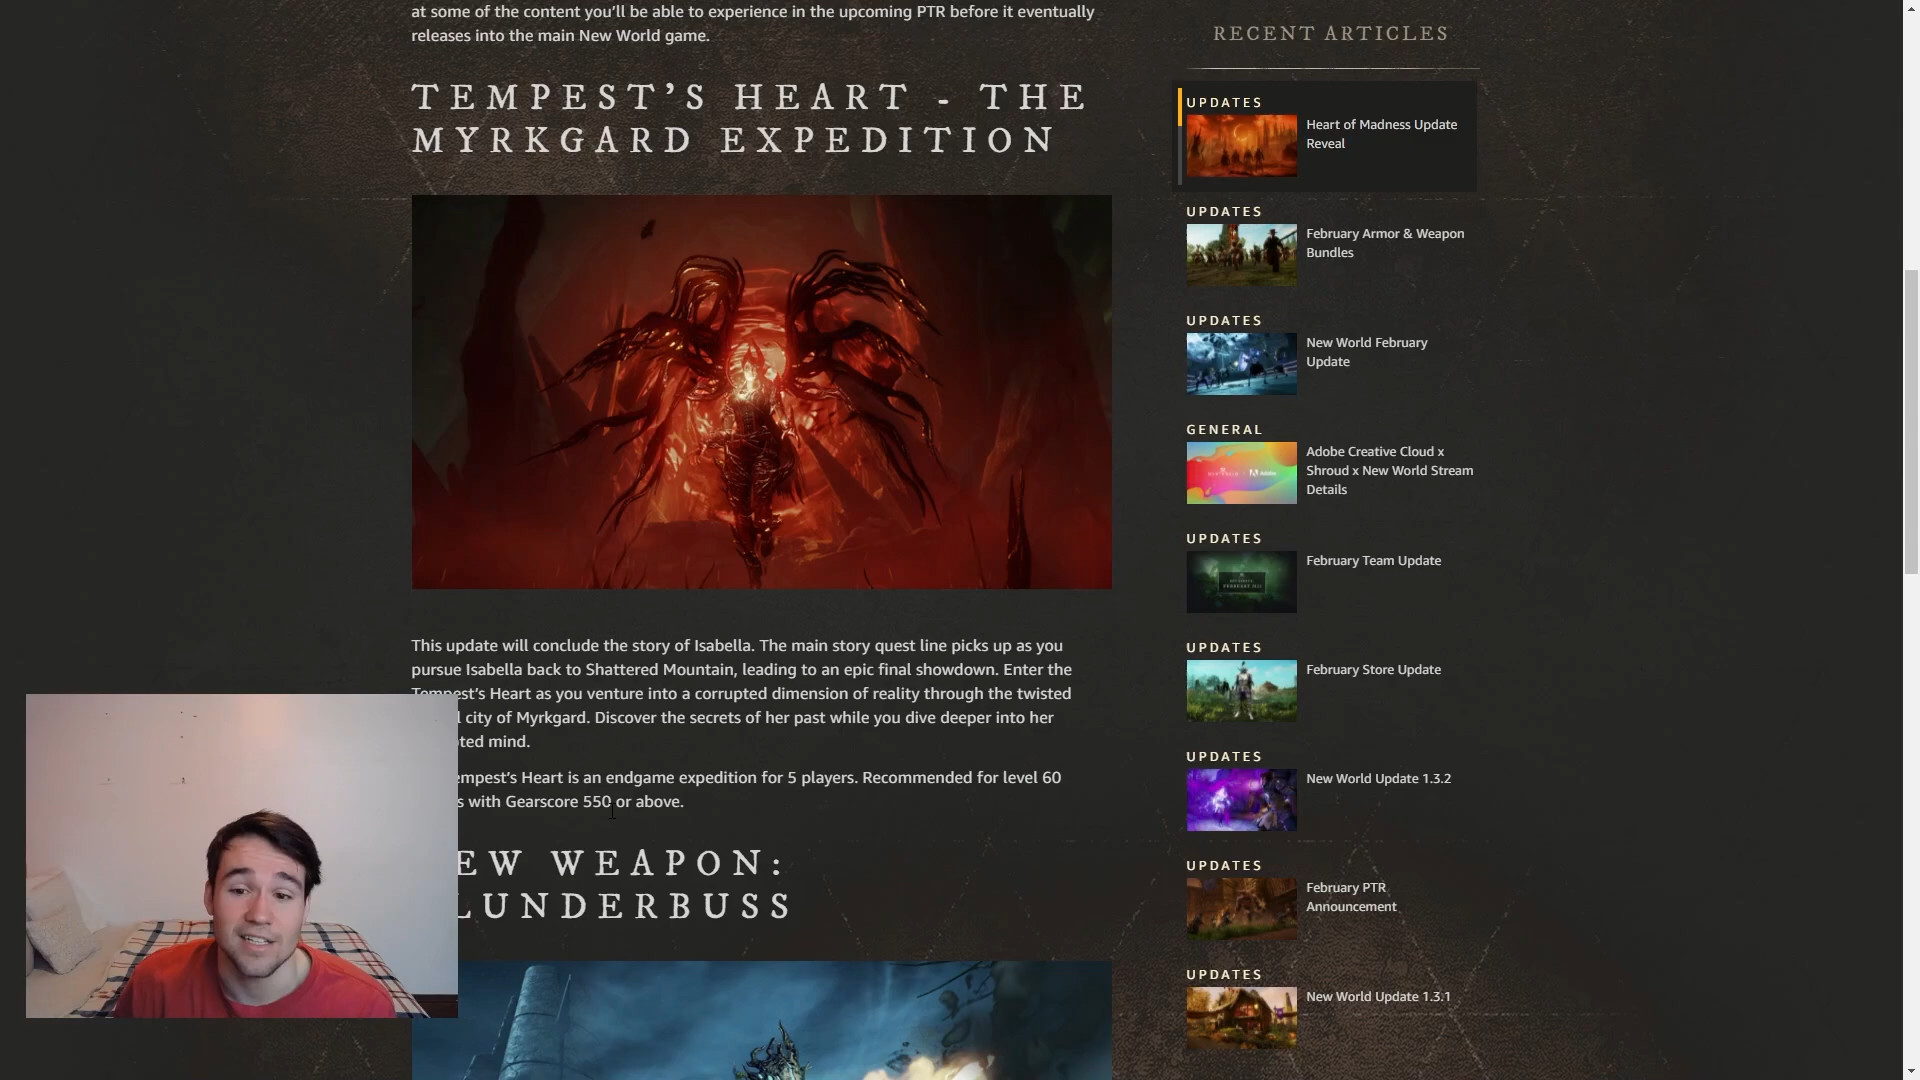 at some of the content you’ll be able to experience in the upcoming PTR before it eventually
releases into the main New World game.
TEMPEST’S HEART - THE
MYRKGARD EXPEDITION
This update will conclude the story of Isabella. The main story quest line picks up as you
pursue Isabella back to Shattered Mountain, leading to an epic final showdown. Enter the
Tempest’s Heart as you venture into a corrupted dimension of reality through the twisted
city of Myrkgard. Discover the secrets of her past while you dive deeper into her
mind.
empest’s Heart is an endgame expedition for 5 players. Recommended for level 60
s with Gearscore 550 or above.
EW WEAPON:
LUNDERBUSS
RECENT ARTICLES
UPDATES
Heart of Madness Update
Reveal
UPDATES
February Armor & Weapon
Bundles
UPDATES
New World February
Update
GENERAL
Adobe Creative Cloud x
Shroud x New World Stream
Details
UPDATES
February Team Update
UPDATES
February Store Update
UPDATES
New World Update 1.3.2
UPDATES
February PTR
Announcement
UPDATES
New World Update 1.3.1